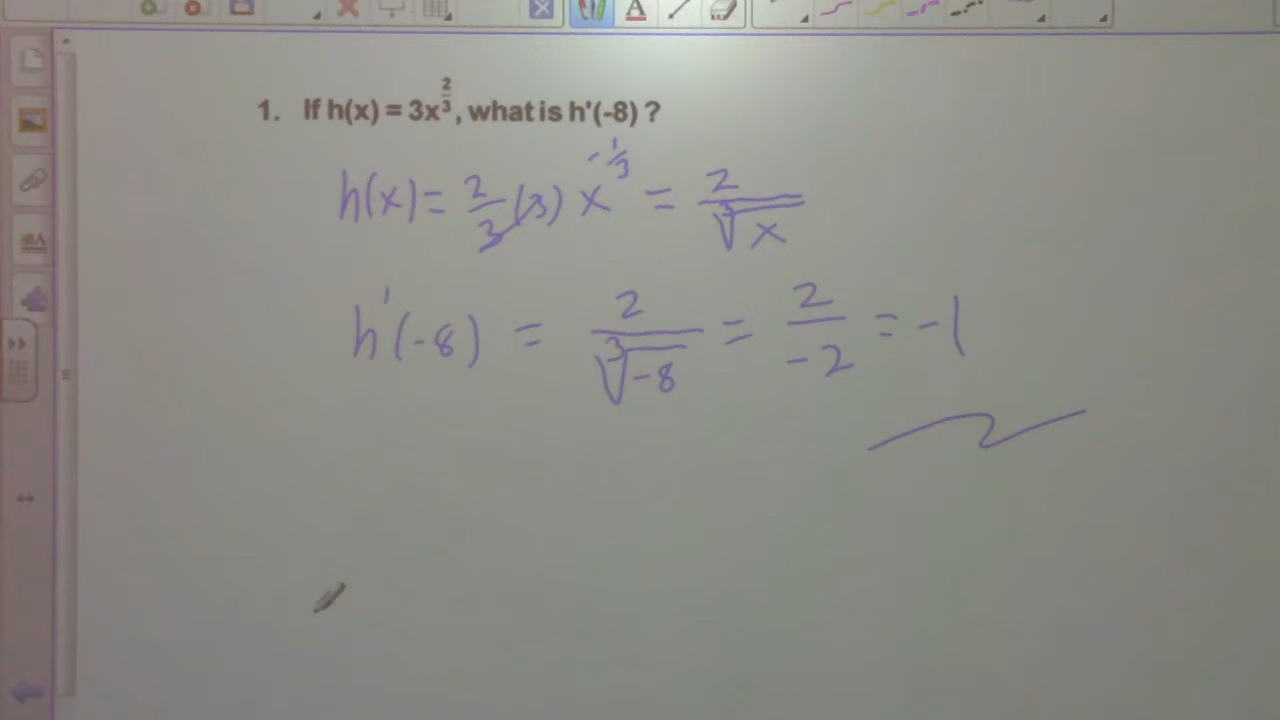 1. If h(x) = 3x^(2/3), what is h'(-8) ?
h(x) = 2/3 (3) x^(-1/3) = 2/∛x
h'(-8) = 2/∛-8 = 2/-2 = -1